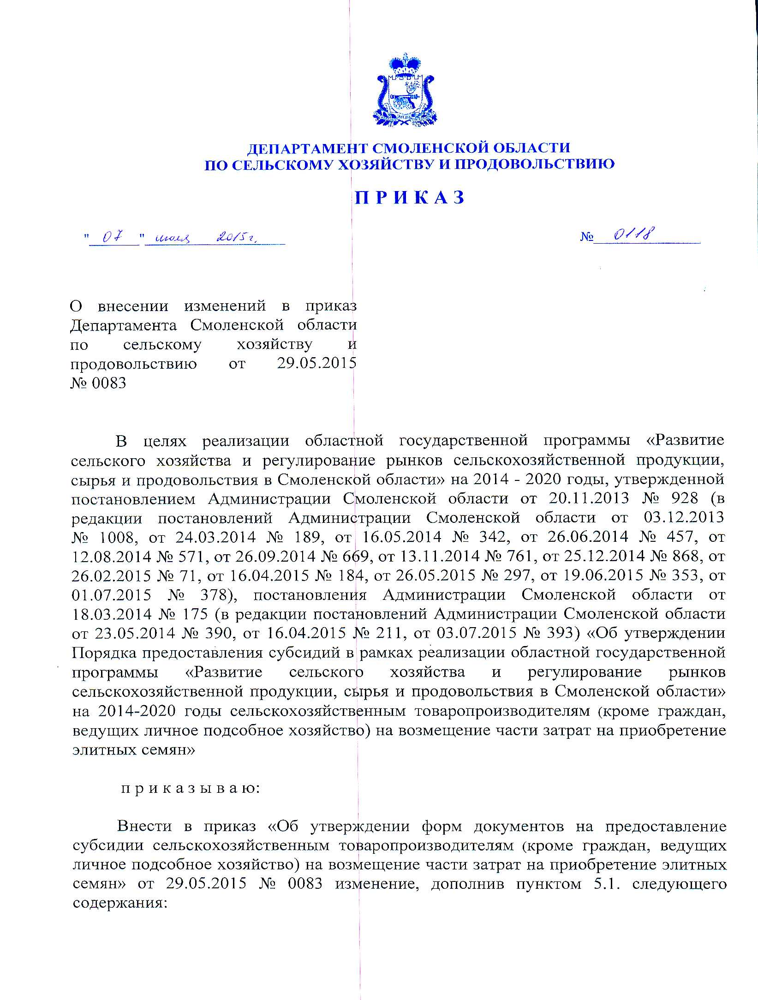 ДЕПАРТАМЕНТ СМОЛЕНСКОЙ ОБЛАСТИ
ПО СЕЛЬСКОМУ ХОЗЯЙСТВУ И ПРОДОВОЛЬСТВИЮ
П Р И К А З
" 07 " июля 2015г. № 0118
О внесении изменений в приказ
Департамента Смоленской области
по сельскому хозяйству и
продовольствию от 29.05.2015
№ 0083
В целях реализации областной государственной программы «Развитие
сельского хозяйства и регулирование рынков сельскохозяйственной продукции,
сырья и продовольствия в Смоленской области» на 2014 - 2020 годы, утвержденной
постановлением Администрации Смоленской области от 20.11.2013 № 928 (в
редакции постановлений Администрации Смоленской области от 03.12.2013
№ 1008, от 24.03.2014 № 189, от 16.05.2014 № 342, от 26.06.2014 № 457, от
12.08.2014 № 571, от 26.09.2014 № 669, от 13.11.2014 № 761, от 25.12.2014 № 868, от
26.02.2015 № 71, от 16.04.2015 № 184, от 26.05.2015 № 297, от 19.06.2015 № 353, от
01.07.2015 № 378), постановления Администрации Смоленской области от
18.03.2014 № 175 (в редакции постановлений Администрации Смоленской области
от 23.05.2014 № 390, от 16.04.2015 № 211, от 03.07.2015 № 393) «Об утверждении
Порядка предоставления субсидий в рамках реализации областной государственной
программы «Развитие сельского хозяйства и регулирование рынков
сельскохозяйственной продукции, сырья и продовольствия в Смоленской области»
на 2014-2020 годы сельскохозяйственным товаропроизводителям (кроме граждан,
ведущих личное подсобное хозяйство) на возмещение части затрат на приобретение
элитных семян»
п р и к а з ы в а ю:
Внести в приказ «Об утверждении форм документов на предоставление
субсидии сельскохозяйственным товаропроизводителям (кроме граждан, ведущих
личное подсобное хозяйство) на возмещение части затрат на приобретение элитных
семян» от 29.05.2015 № 0083 изменение, дополнив пунктом 5.1. следующего
содержания: